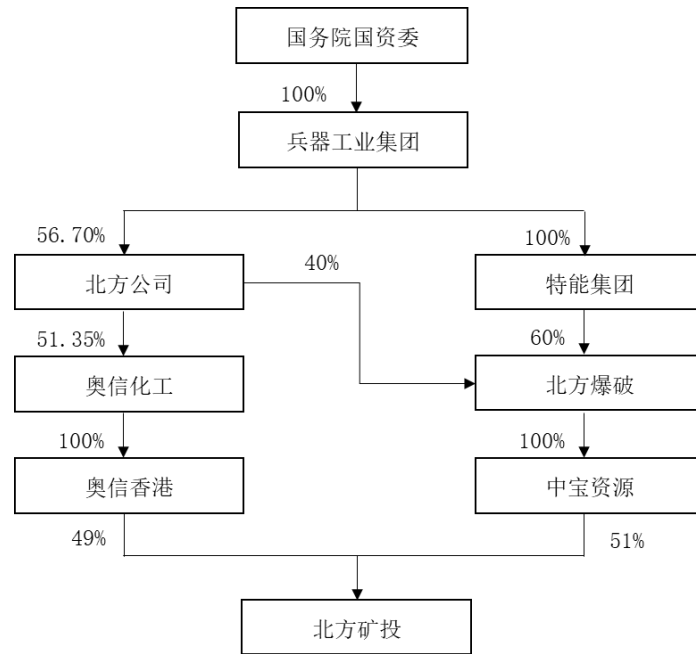 国务院国资委
100%
兵器工业集团
56.70%
100%
北方公司
40%
特能集团
51.35%
60%
奥信化工
北方爆破
100%
100%
奥信香港
中宝资源
49%
51%
北方矿投